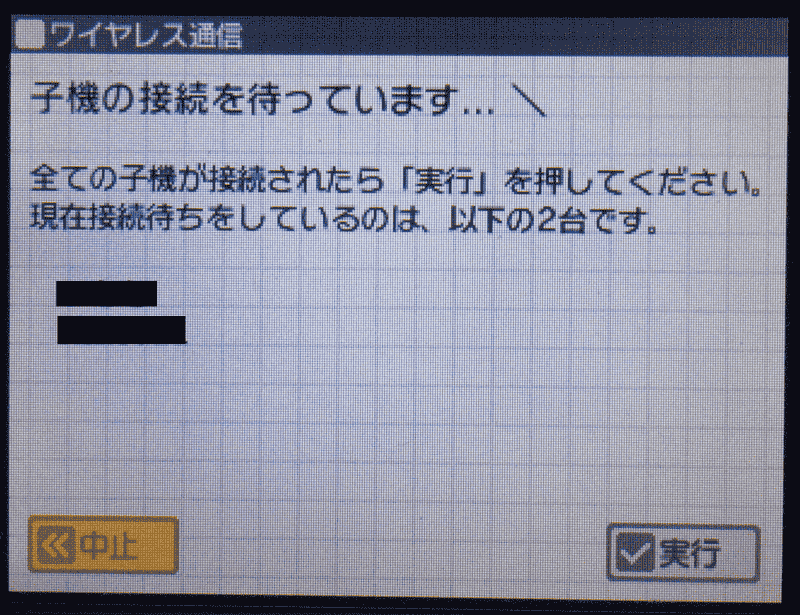 ワイヤレス通信
子機の接続を待っています... \
全ての子機が接続されたら「実行」を押してください。
現在接続待ちをしているのは、以下の2台です。
中止
実行